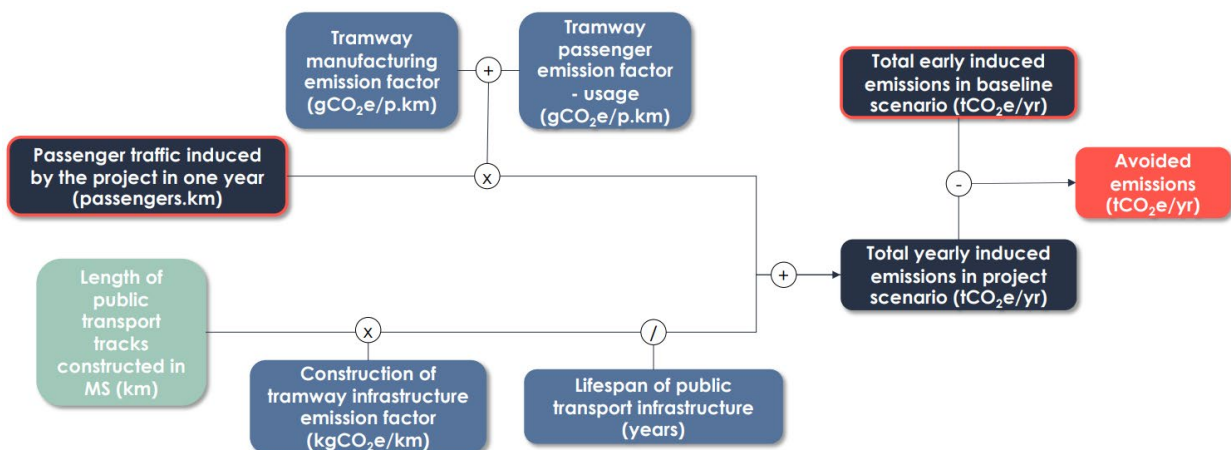 Tramway
manufacturing
emission factor
(gCO₂e/p.km)
+
Tramway
passenger
emission factor
- usage
(gCO₂e/p.km)
Total early induced
emissions in baseline
scenario (tCO₂e/yr)
Passenger traffic induced
by the project in one year
(passengers.km)
x
-
Avoided
emissions
(tCO₂e/yr)
Length of
public
transport
tracks
constructed in
MS (km)
+
Total yearly induced
emissions in project
scenario (tCO₂e/yr)
x
/
Construction of
tramway infrastructure
emission factor
(kgCO₂e/km)
Lifespan of public
transport infrastructure
(years)